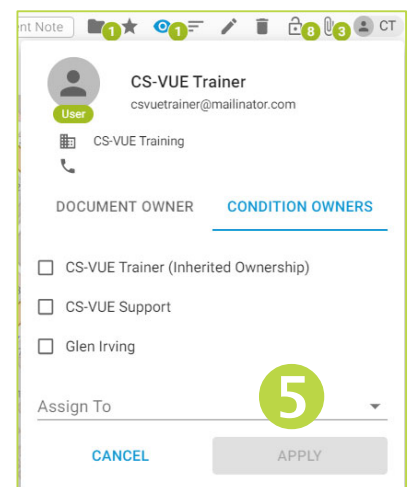 nt Note 1 1 8 3 CT
CS-VUE Trainer
csvuetrainer@mailinator.com
User
CS-VUE Training
DOCUMENT OWNER CONDITION OWNERS
CS-VUE Trainer (Inherited Ownership)
CS-VUE Support
Glen Irving
Assign To 5
CANCEL APPLY